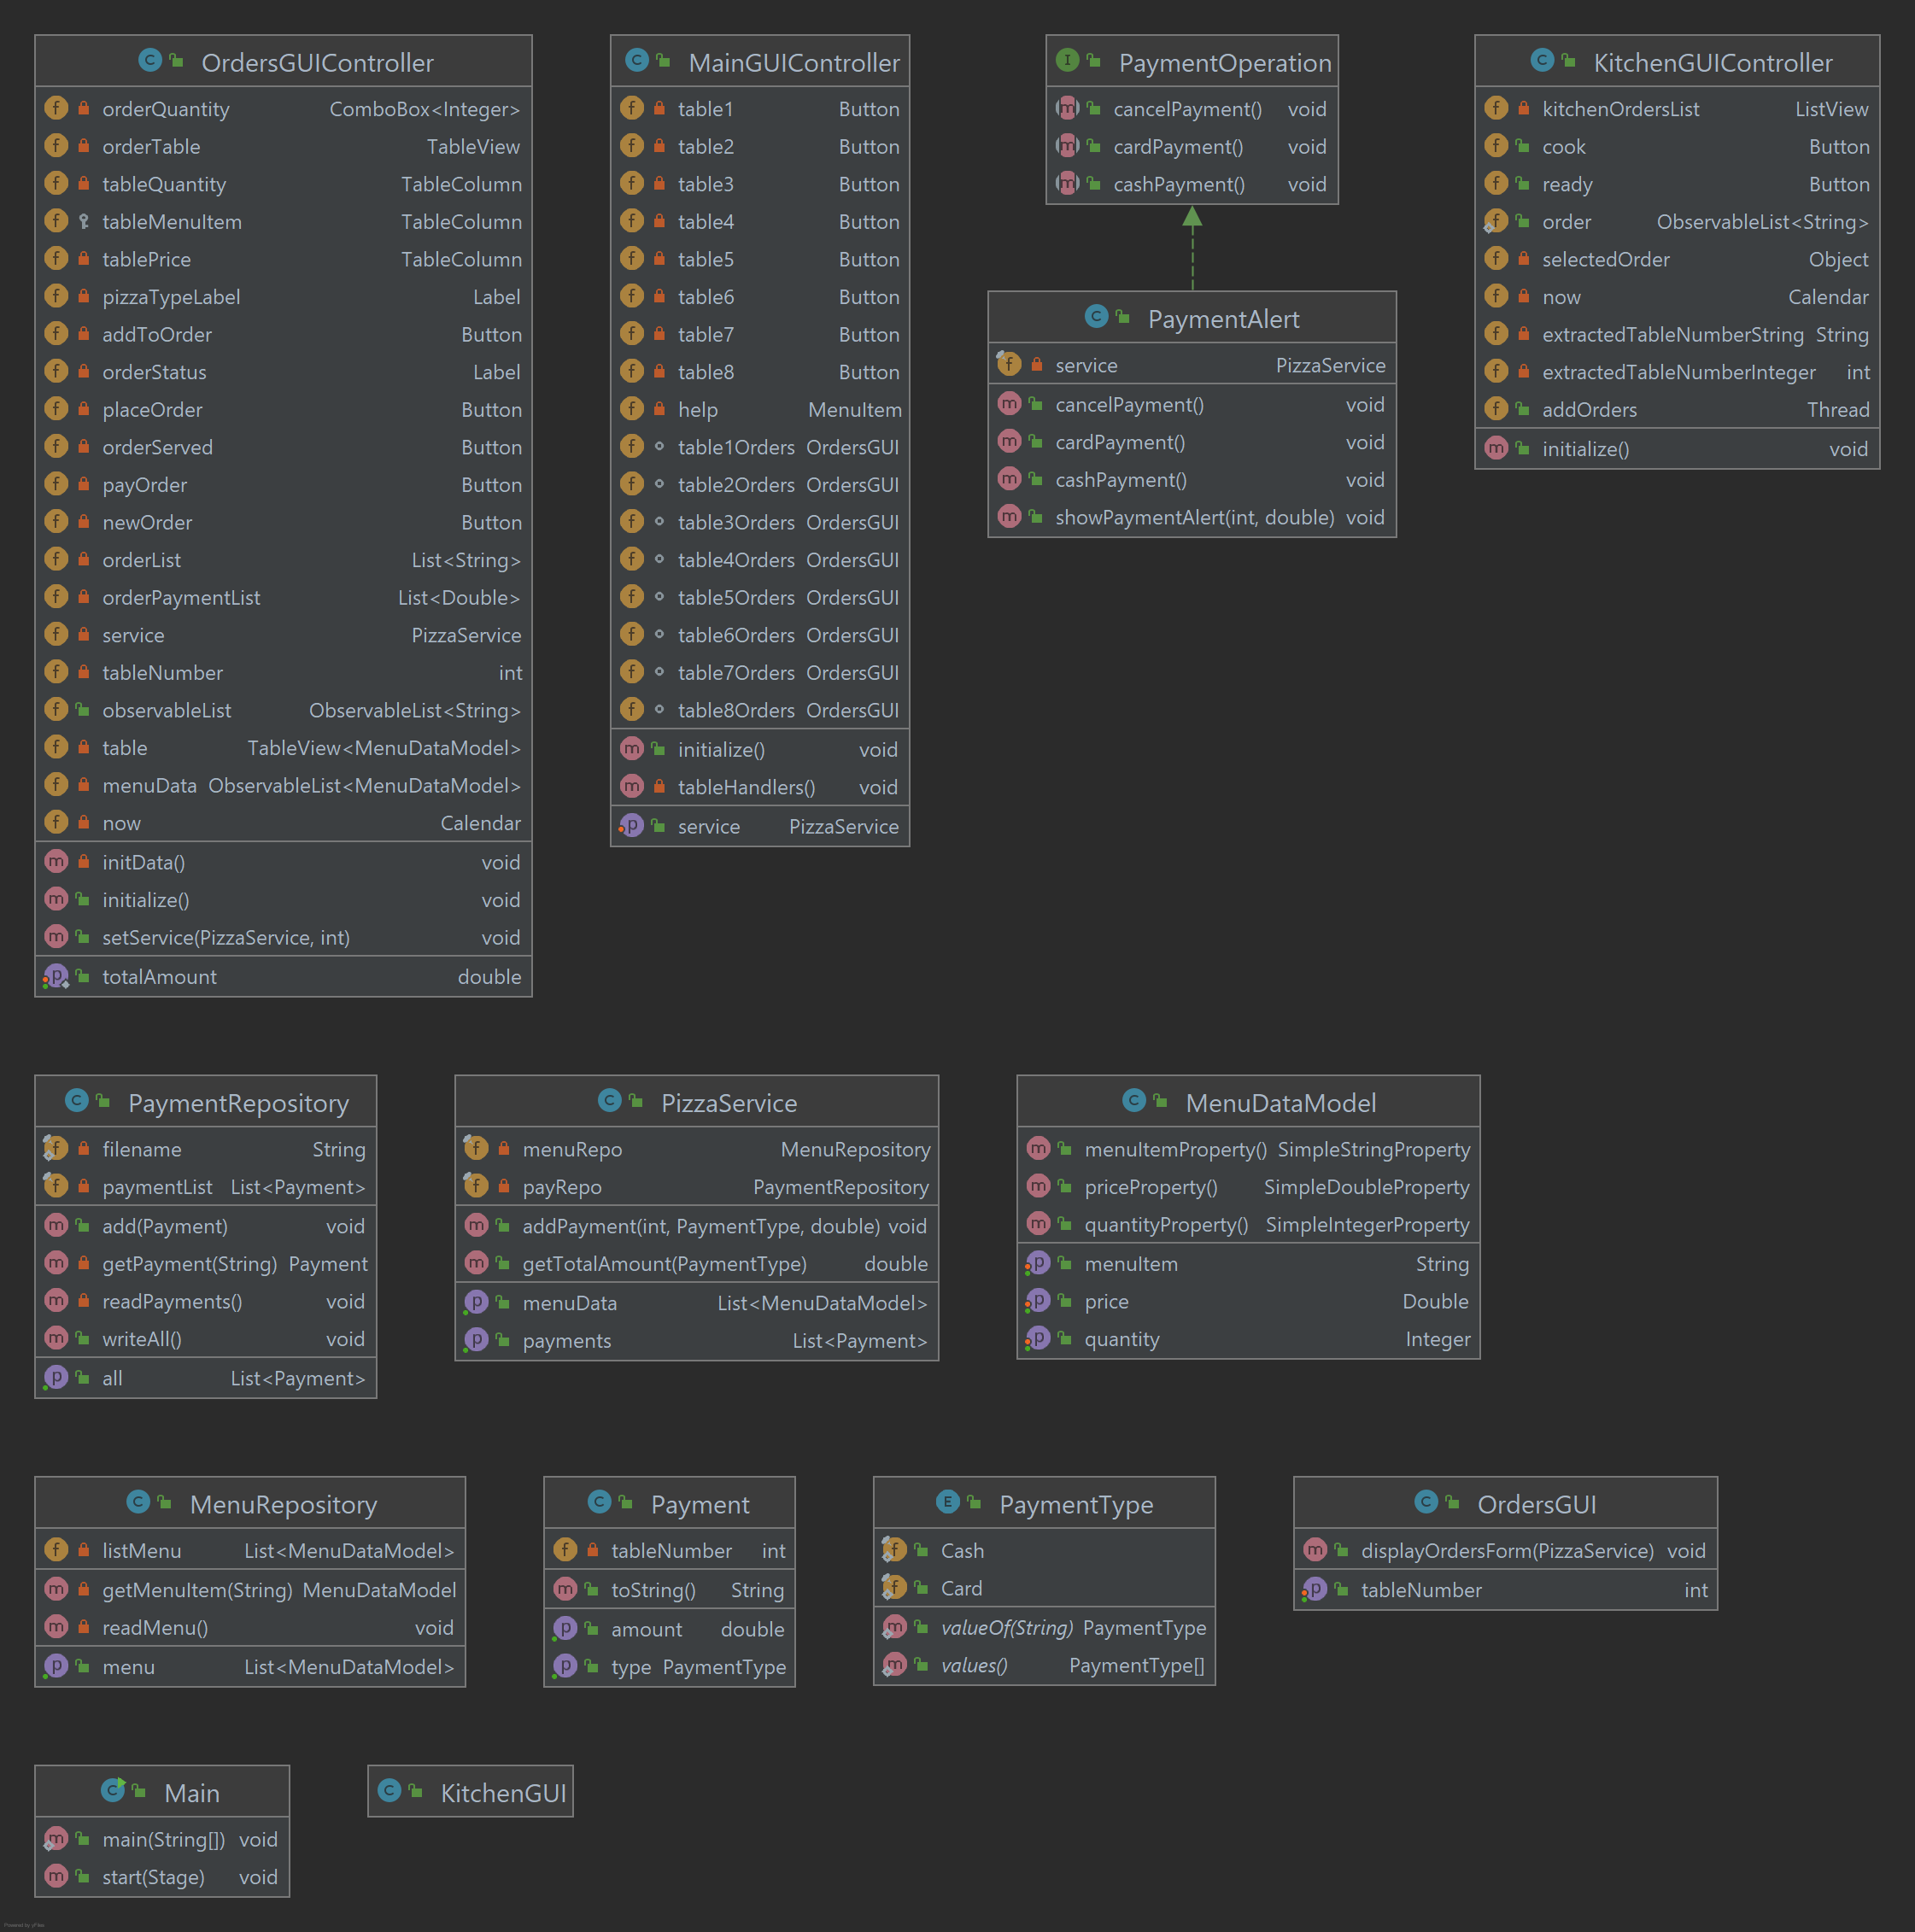 OrdersGUIController
orderQuantity ComboBox<Integer>
orderTable TableView
tableQuantity TableColumn
tableMenuItem TableColumn
tablePrice TableColumn
pizzaTypeLabel Label
addToOrder Button
orderStatus Label
placeOrder Button
orderServed Button
payOrder Button
newOrder Button
orderList List<String>
orderPaymentList List<Double>
service PizzaService
tableNumber int
observableList ObservableList<String>
table TableView<MenuDataModel>
menuData ObservableList<MenuDataModel>
now Calendar
initData() void
initialize() void
setService(PizzaService, int) void
totalAmount double
MainGUIController
table1 Button
table2 Button
table3 Button
table4 Button
table5 Button
table6 Button
table7 Button
table8 Button
help MenuItem
table1Orders OrdersGUI
table2Orders OrdersGUI
table3Orders OrdersGUI
table4Orders OrdersGUI
table5Orders OrdersGUI
table6Orders OrdersGUI
table7Orders OrdersGUI
table8Orders OrdersGUI
initialize() void
tableHandlers() void
service PizzaService
PaymentOperation
cancelPayment() void
cardPayment() void
cashPayment() void
PaymentAlert
service PizzaService
cancelPayment() void
cardPayment() void
cashPayment() void
showPaymentAlert(int, double) void
KitchenGUIController
kitchenOrdersList ListView
cook Button
ready Button
order ObservableList<String>
selectedOrder Object
now Calendar
extractedTableNumberString String
extractedTableNumberInteger int
addOrders Thread
initialize() void
PaymentRepository
filename String
paymentList List<Payment>
add(Payment) void
getPayment(String) Payment
readPayments() void
writeAll() void
all List<Payment>
PizzaService
menuRepo MenuRepository
payRepo PaymentRepository
addPayment(int, PaymentType, double) void
getTotalAmount(PaymentType) double
menuData List<MenuDataModel>
payments List<Payment>
MenuDataModel
menuItemProperty() SimpleStringProperty
priceProperty() SimpleDoubleProperty
quantityProperty() SimpleIntegerProperty
menuItem String
price Double
quantity Integer
MenuRepository
listMenu List<MenuDataModel>
getMenuItem(String) MenuDataModel
readMenu() void
menu List<MenuDataModel>
Payment
tableNumber int
toString() String
amount double
type PaymentType
PaymentType
Cash
Card
valueOf(String) PaymentType
values() PaymentType[]
OrdersGUI
displayOrdersForm(PizzaService) void
tableNumber int
Main
main(String[]) void
start(Stage) void
KitchenGUI
Powered by yFiles